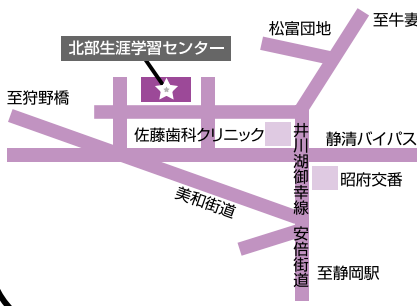 松富団地
至牛妻
北部生涯学習センター
至狩野橋
佐藤歯科クリニック
井川湖御幸線
静清バイパス
昭府交番
美和街道
安倍街道
至静岡駅